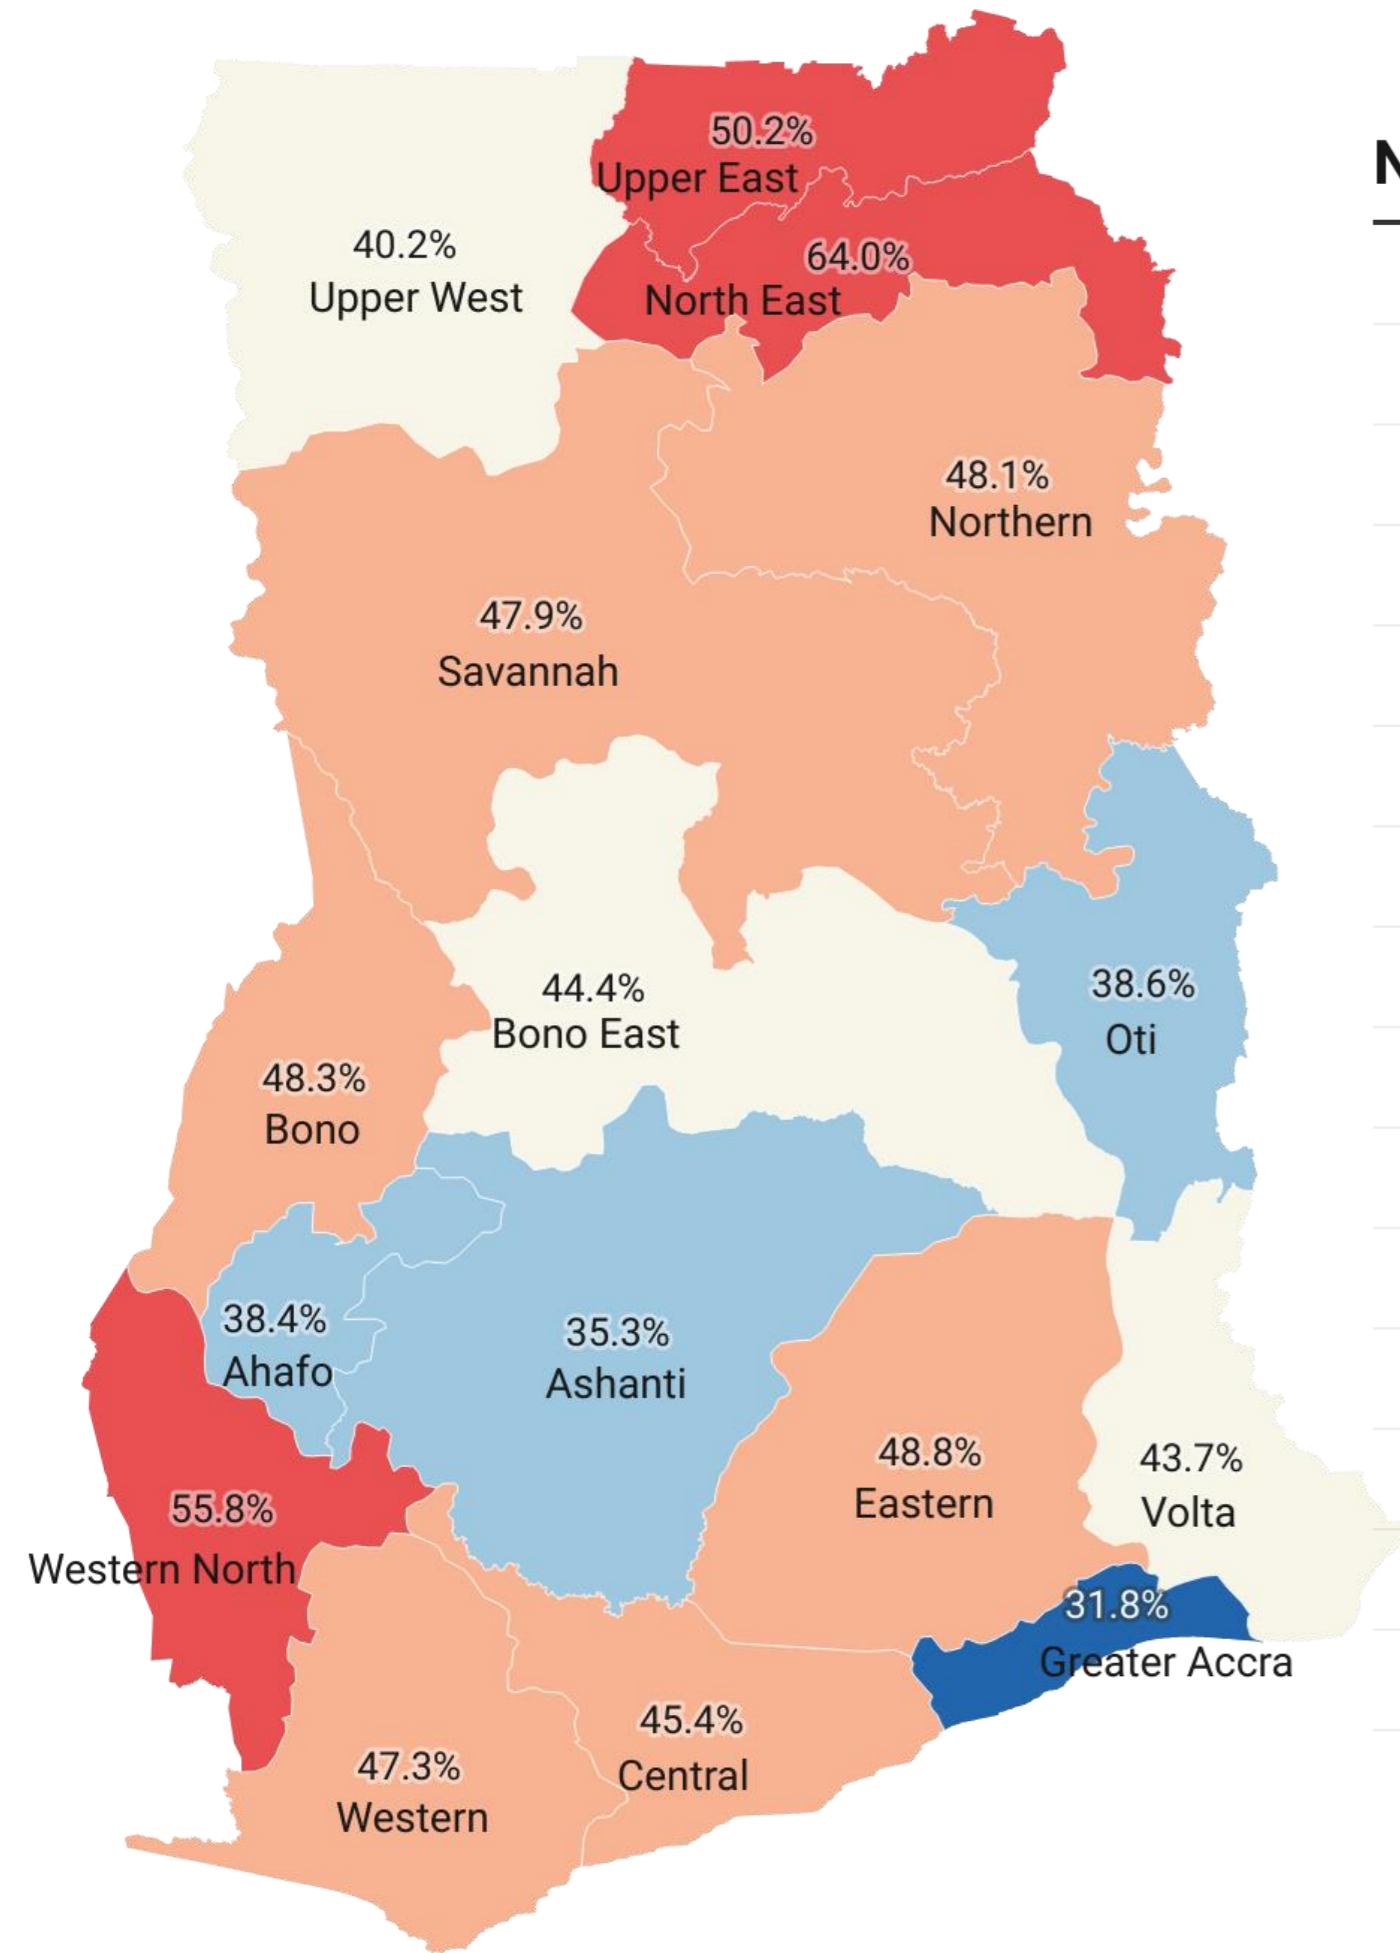 50.2%
Upper East
N
40.2%
Upper West
64.0%
North East
48.1%
Northern
47.9%
Savannah
44.4%
Bono East
38.6%
Oti
48.3%
Bono
38.4%
Ahafo
35.3%
Ashanti
48.8%
Eastern
43.7%
Volta
55.8%
Western North
31.8%
Greater Accra
45.4%
Central
47.3%
Western